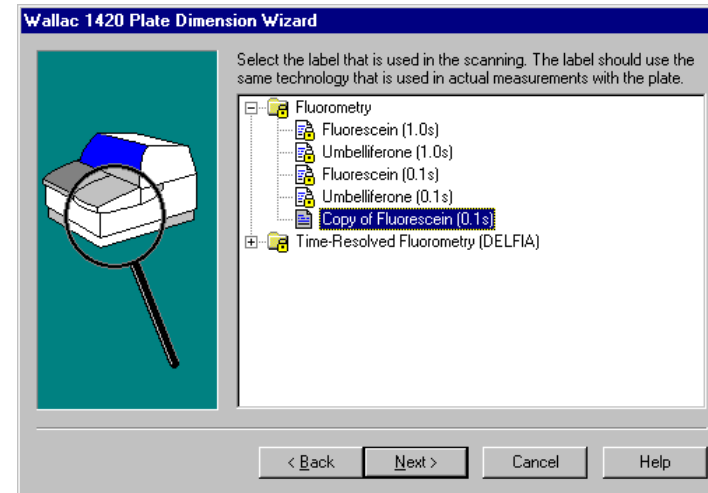 Wallac 1420 Plate Dimension Wizard
Select the label that is used in the scanning. The label should use the
same technology that is used in actual measurements with the plate.
Fluorometry
Fluorescein (1.0s)
Umbelliferone (1.0s)
Fluorescein (0.1s)
Umbelliferone (0.1s)
Copy of Fluorescein (0.1s)
Time-Resolved Fluorometry (DELFIA)
< Back Next > Cancel Help